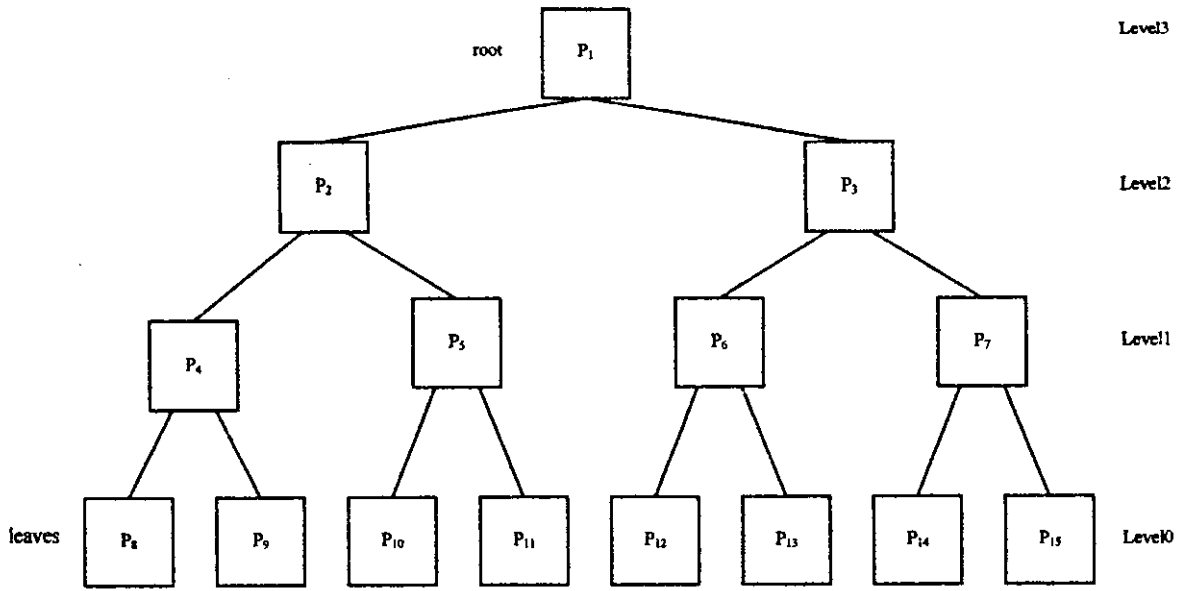 Level3
root P₁
P₂ P₃ Level2
P₄ P₅ P₆ P₇ Level1
leaves P₈ P₉ P₁₀ P₁₁ P₁₂ P₁₃ P₁₄ P₁₅ Level0